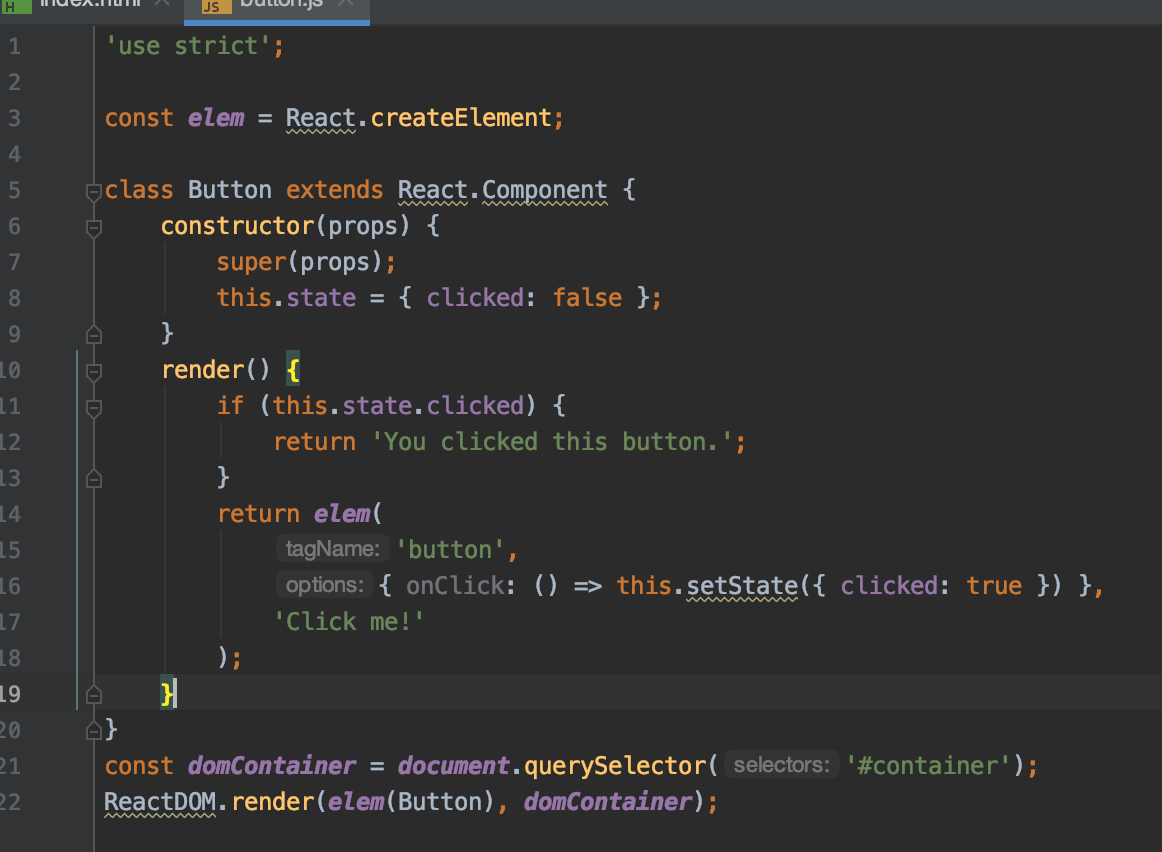 H index.html × JS button.js ×
1 'use strict';
2
3 const elem = React.createElement;
4
5 class Button extends React.Component {
6 constructor(props) {
7 super(props);
8 this.state = { clicked: false };
9 }
10 render() {
11 if (this.state.clicked) {
12 return 'You clicked this button.';
13 }
14 return elem(
15 tagName: 'button',
16 options: { onClick: () => this.setState({ clicked: true }) },
17 'Click me!'
18 );
19 }
20 }
21 const domContainer = document.querySelector( selectors: '#container');
22 ReactDOM.render(elem(Button), domContainer);